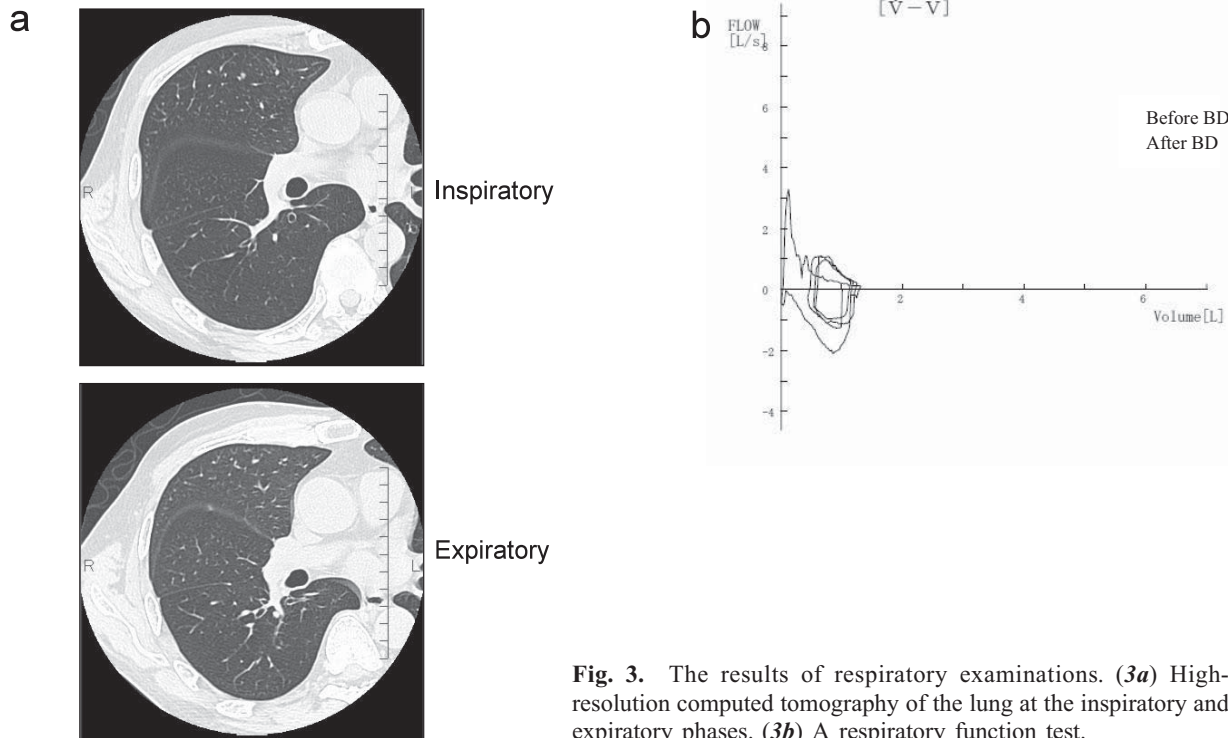 a
R
Inspiratory
R
L
Expiratory
b
[V̇－V]
FLOW
[L/s]
8
6
4
2
0
-2
-4
2
4
6
Volume[L]
Before BD
After BD
Fig. 3. The results of respiratory examinations. (3a) High-
resolution computed tomography of the lung at the inspiratory and
expiratory phases. (3b) A respiratory function test.